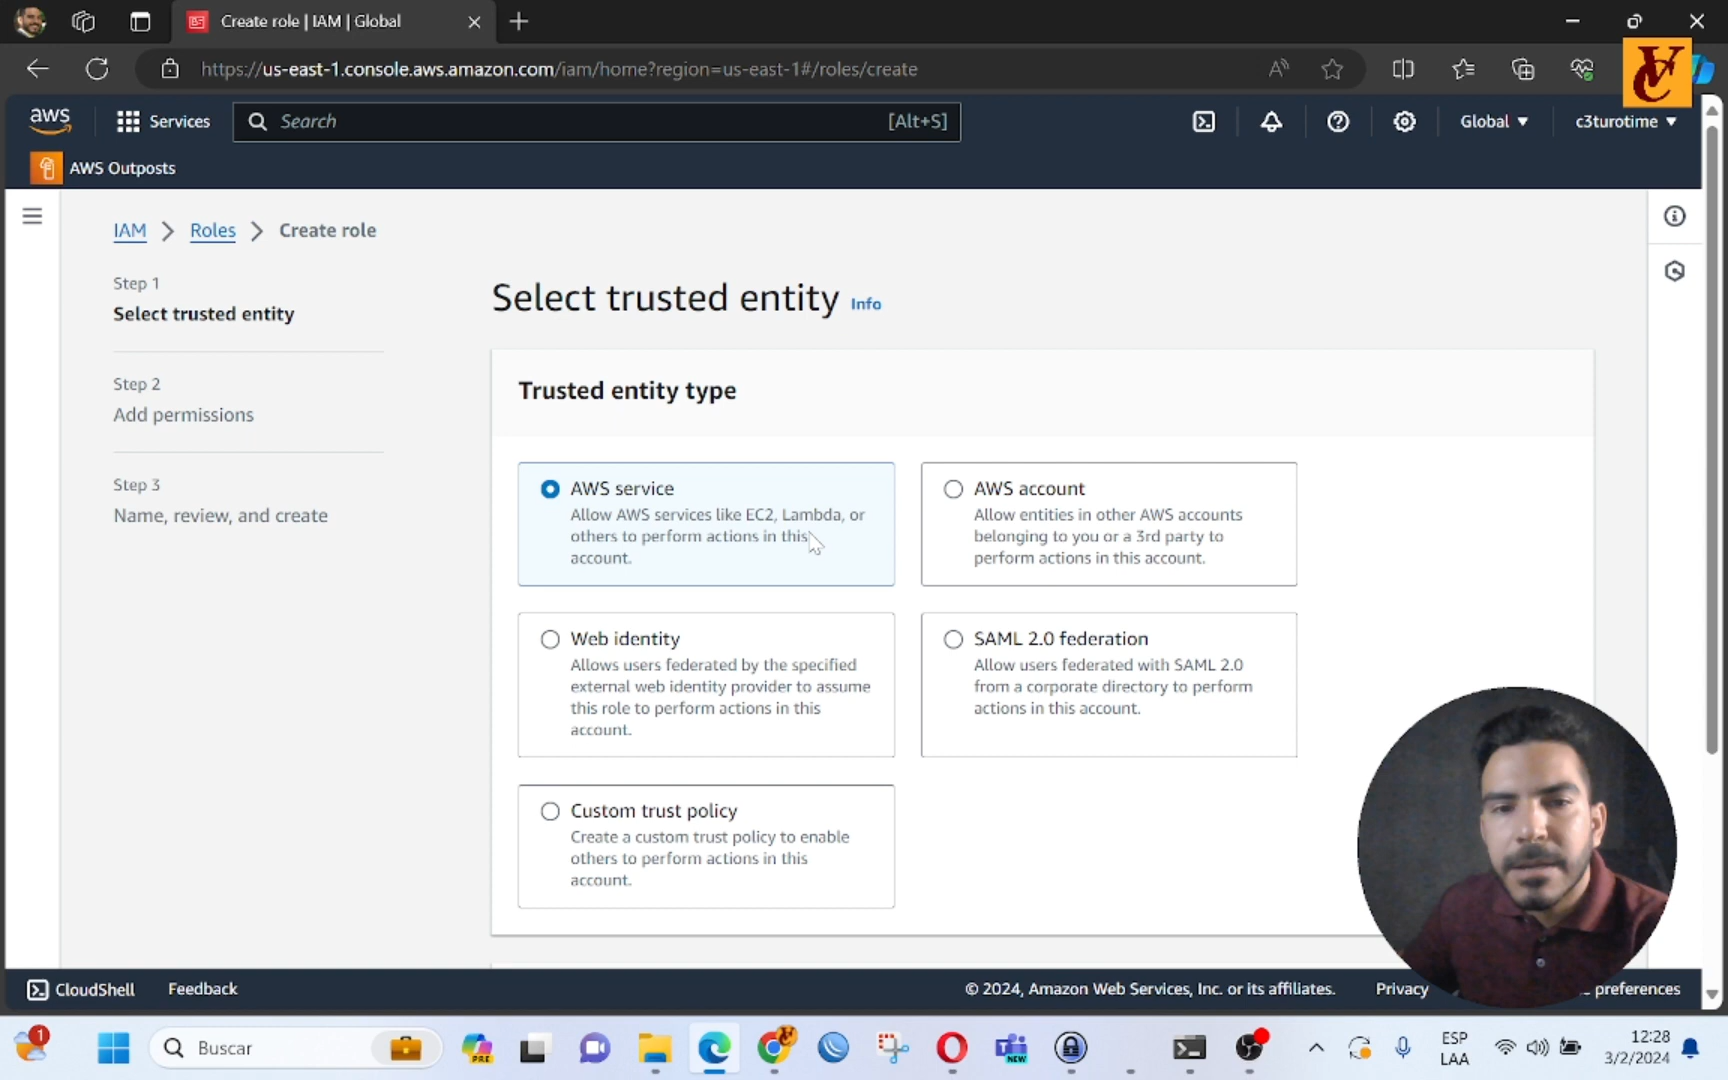 Create role | IAM | Global
https://us-east-1.console.aws.amazon.com/iam/home?region=us-east-1#/roles/create
aws
Services
Search
[Alt+S]
Global
c3turotime
AWS Outposts
IAM
Roles
Create role
Step 1
Select trusted entity
Step 2
Add permissions
Step 3
Name, review, and create
Select trusted entity Info
Trusted entity type
AWS service
Allow AWS services like EC2, Lambda, or
others to perform actions in this
account.
AWS account
Allow entities in other AWS accounts
belonging to you or a 3rd party to
perform actions in this account.
Web identity
Allows users federated by the specified
external web identity provider to assume
this role to perform actions in this
account.
SAML 2.0 federation
Allow users federated with SAML 2.0
from a corporate directory to perform
actions in this account.
Custom trust policy
Create a custom trust policy to enable
others to perform actions in this
account.
CloudShell
Feedback
© 2024, Amazon Web Services, Inc. or its affiliates.
Privacy
preferences
1
Buscar
PRE
NEW
ESP
LAA
12:28
3/2/2024